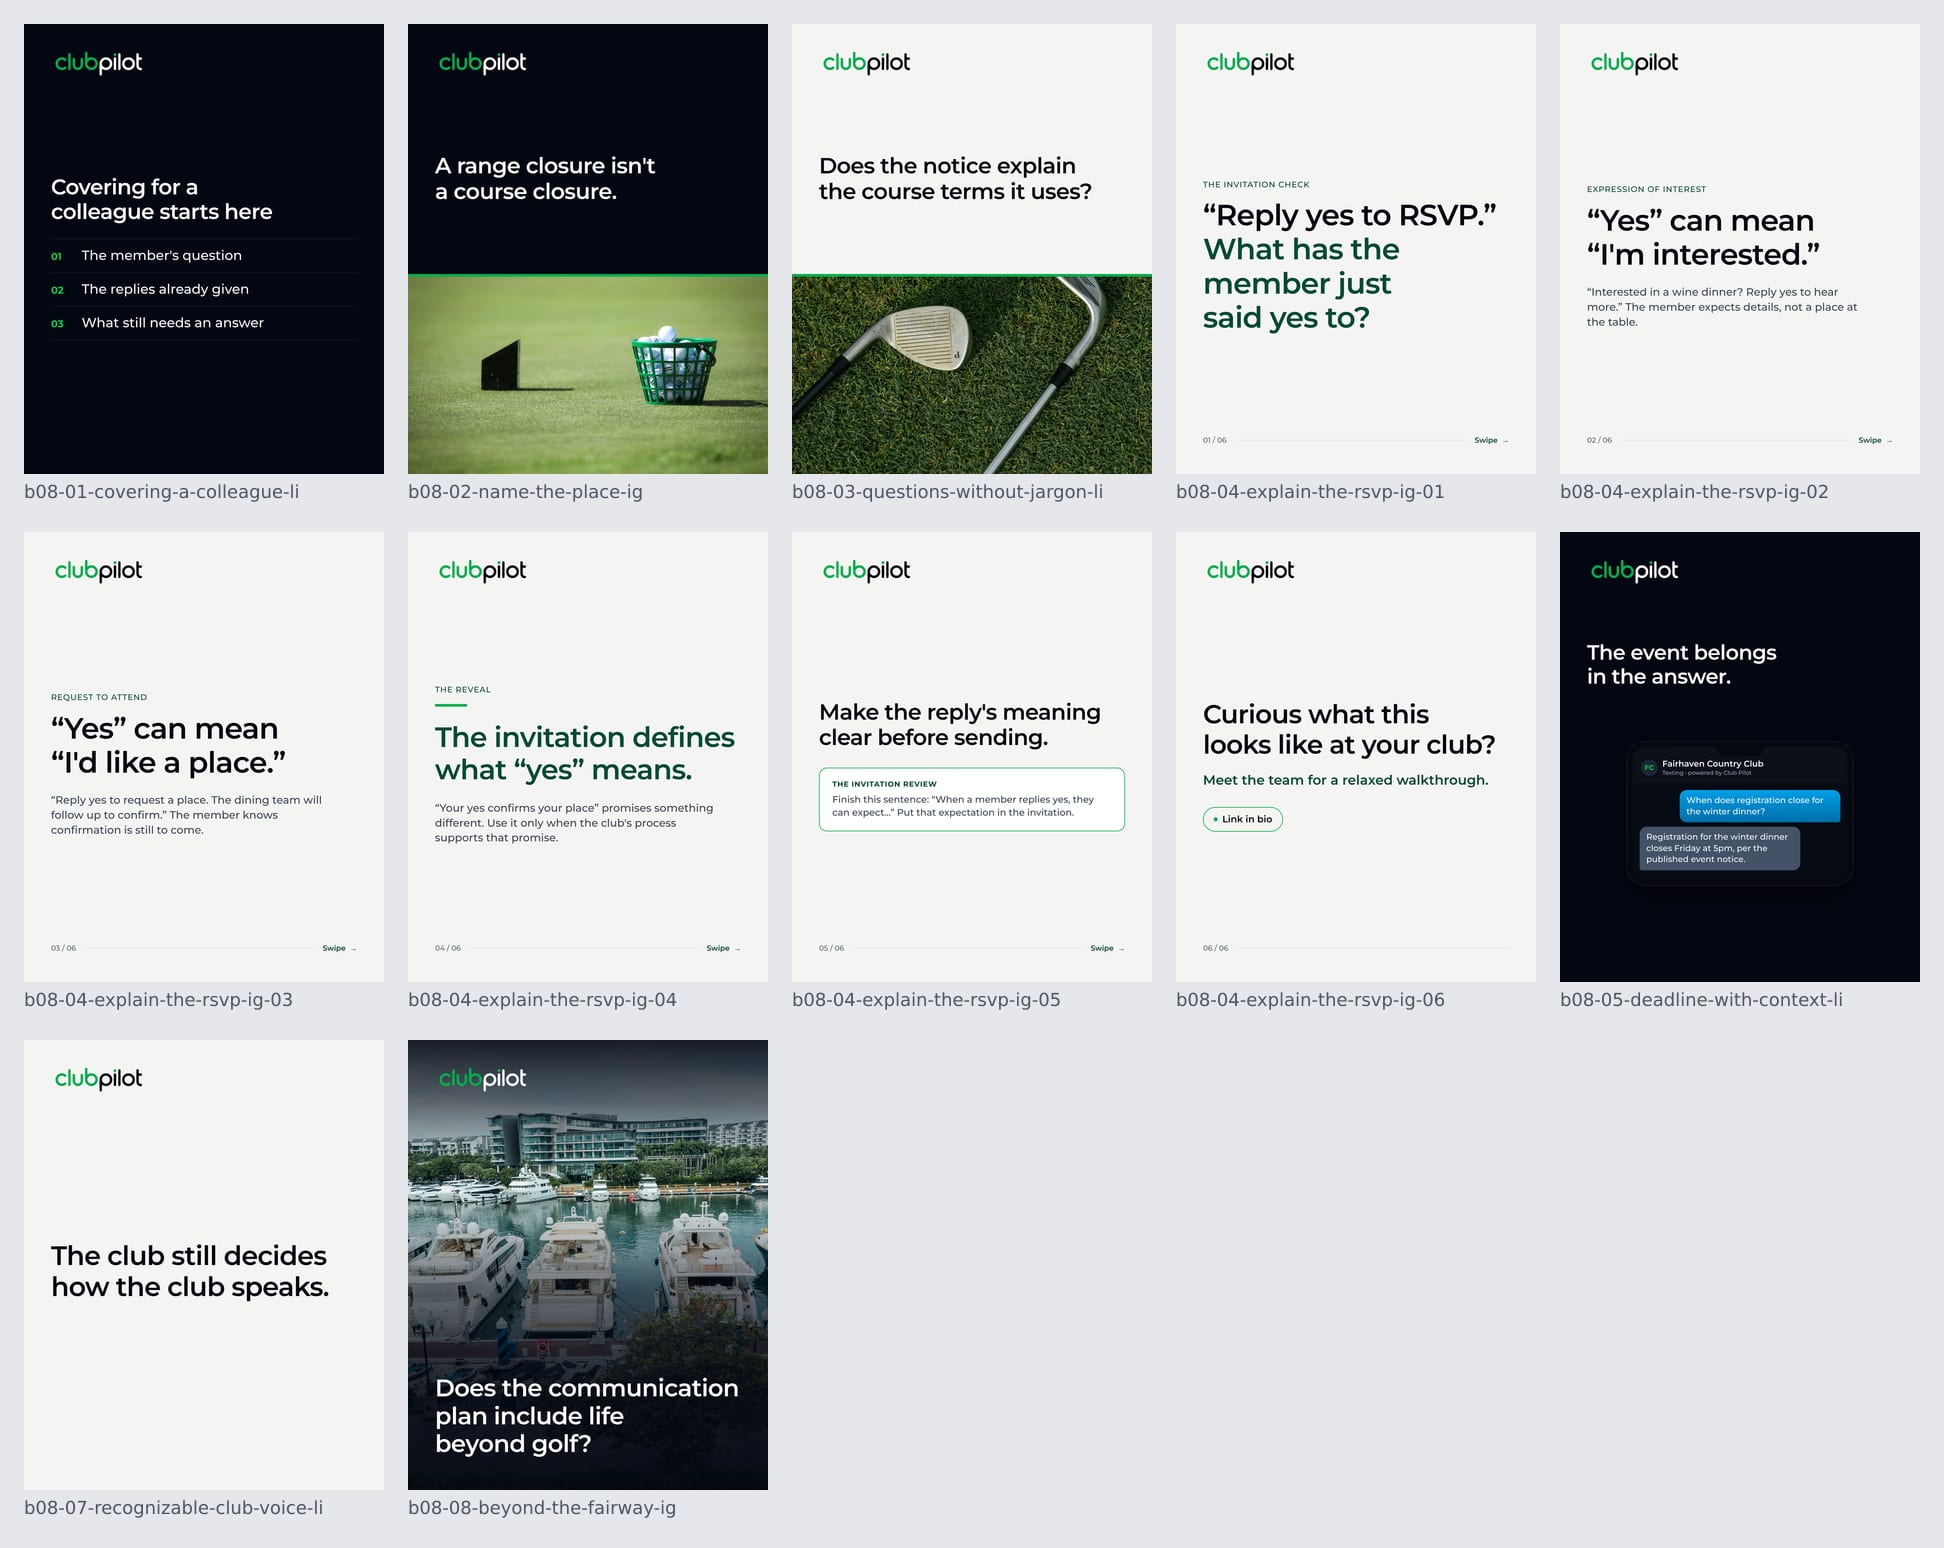 clubpilot
Covering for a
colleague starts here
01 The member's question
02 The replies already given
03 What still needs an answer
b08-01-covering-a-colleague-li
clubpilot
A range closure isn't
a course closure.
b08-02-name-the-place-ig
clubpilot
Does the notice explain
the course terms it uses?
b08-03-questions-without-jargon-li
clubpilot
THE INVITATION CHECK
“Reply yes to RSVP.”
What has the
member just
said yes to?
01 / 06
Swipe →
b08-04-explain-the-rsvp-ig-01
clubpilot
EXPRESSION OF INTEREST
“Yes” can mean
“I'm interested.”
“Interested in a wine dinner? Reply yes to hear
more.” The member expects details, not a place at
the table.
02 / 06
Swipe →
b08-04-explain-the-rsvp-ig-02
clubpilot
REQUEST TO ATTEND
“Yes” can mean
“I'd like a place.”
“Reply yes to request a place. The dining team will
follow up to confirm.” The member knows
confirmation is still to come.
03 / 06
Swipe →
b08-04-explain-the-rsvp-ig-03
clubpilot
THE REVEAL
The invitation defines
what “yes” means.
“Your yes confirms your place” promises something
different. Use it only when the club's process
supports that promise.
04 / 06
Swipe →
b08-04-explain-the-rsvp-ig-04
clubpilot
Make the reply's meaning
clear before sending.
THE INVITATION REVIEW
Finish this sentence: “When a member replies yes, they
can expect...” Put that expectation in the invitation.
05 / 06
Swipe →
b08-04-explain-the-rsvp-ig-05
clubpilot
Curious what this
looks like at your club?
Meet the team for a relaxed walkthrough.
Link in bio
06 / 06
b08-04-explain-the-rsvp-ig-06
clubpilot
The event belongs
in the answer.
FC
Fairhaven Country Club
Texting · powered by Club Pilot
When does registration close for
the winter dinner?
Registration for the winter dinner
closes Friday at 5pm, per the
published event notice.
b08-05-deadline-with-context-li
clubpilot
The club still decides
how the club speaks.
b08-07-recognizable-club-voice-li
clubpilot
Does the communication
plan include life
beyond golf?
b08-08-beyond-the-fairway-ig